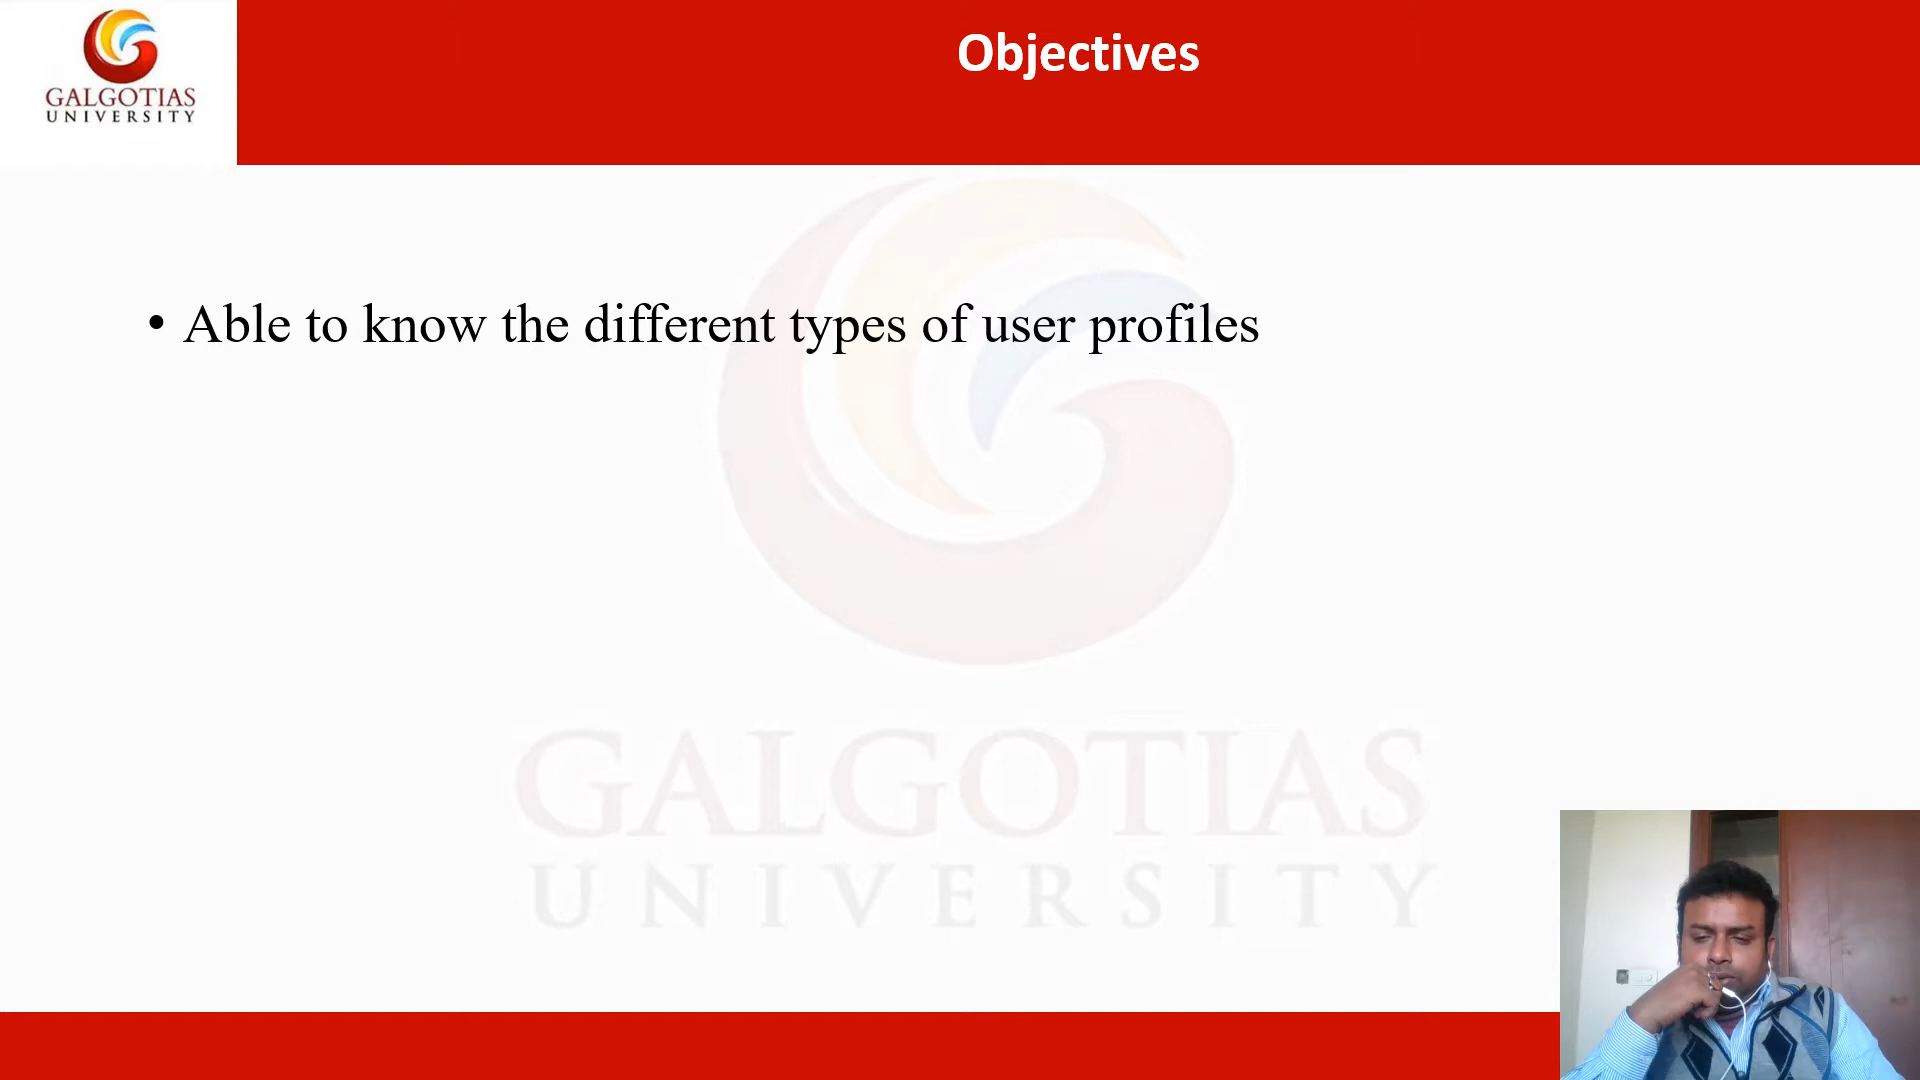 GALGOTIAS
UNIVERSITY
Objectives
• Able to know the different types of user profiles
GALGOTIAS
UNIVERSITY